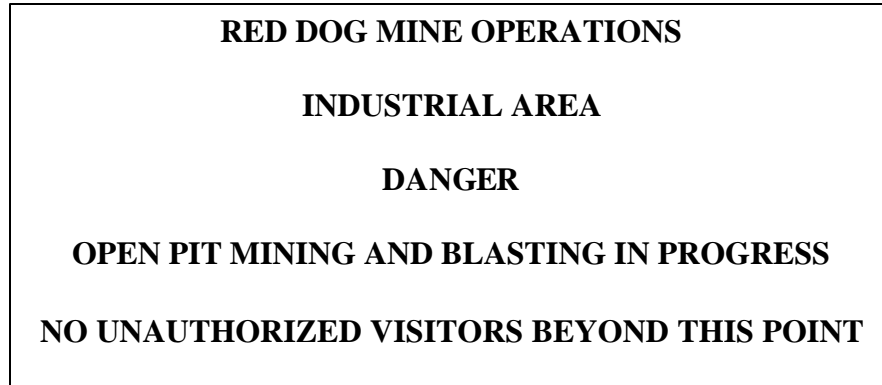 RED DOG MINE OPERATIONS
INDUSTRIAL AREA
DANGER
OPEN PIT MINING AND BLASTING IN PROGRESS
NO UNAUTHORIZED VISITORS BEYOND THIS POINT